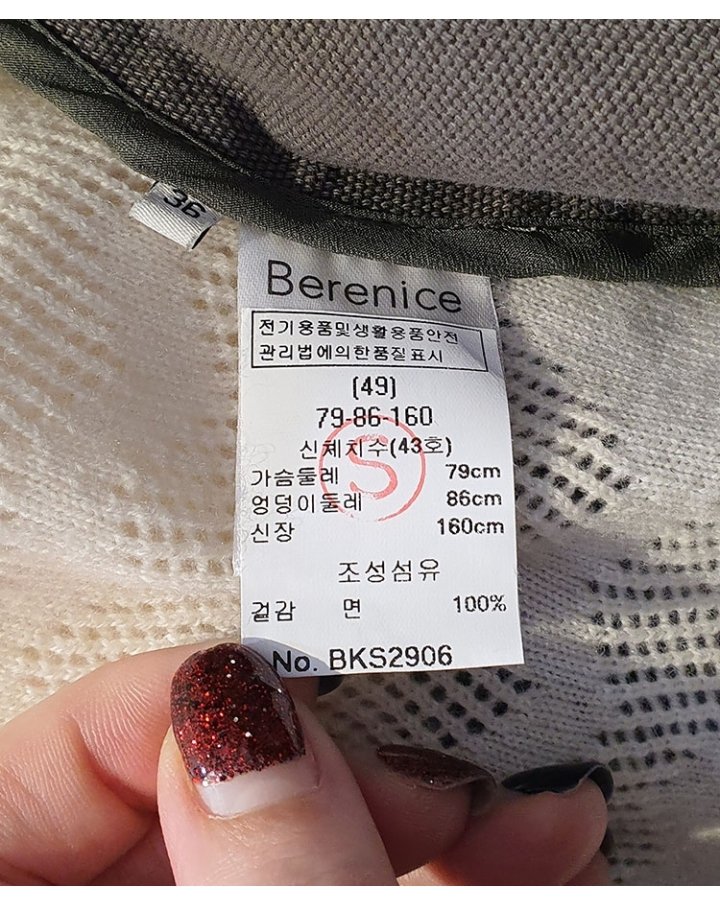 36
Berenice
전기용품및생활용품안전
관리법에의한품질표시
(49)
79-86-160
신체치수(43호)
S
가슴둘레 79cm
엉덩이둘레 86cm
신장 160cm
조성섬유
겉감 면 100%
No. BKS2906